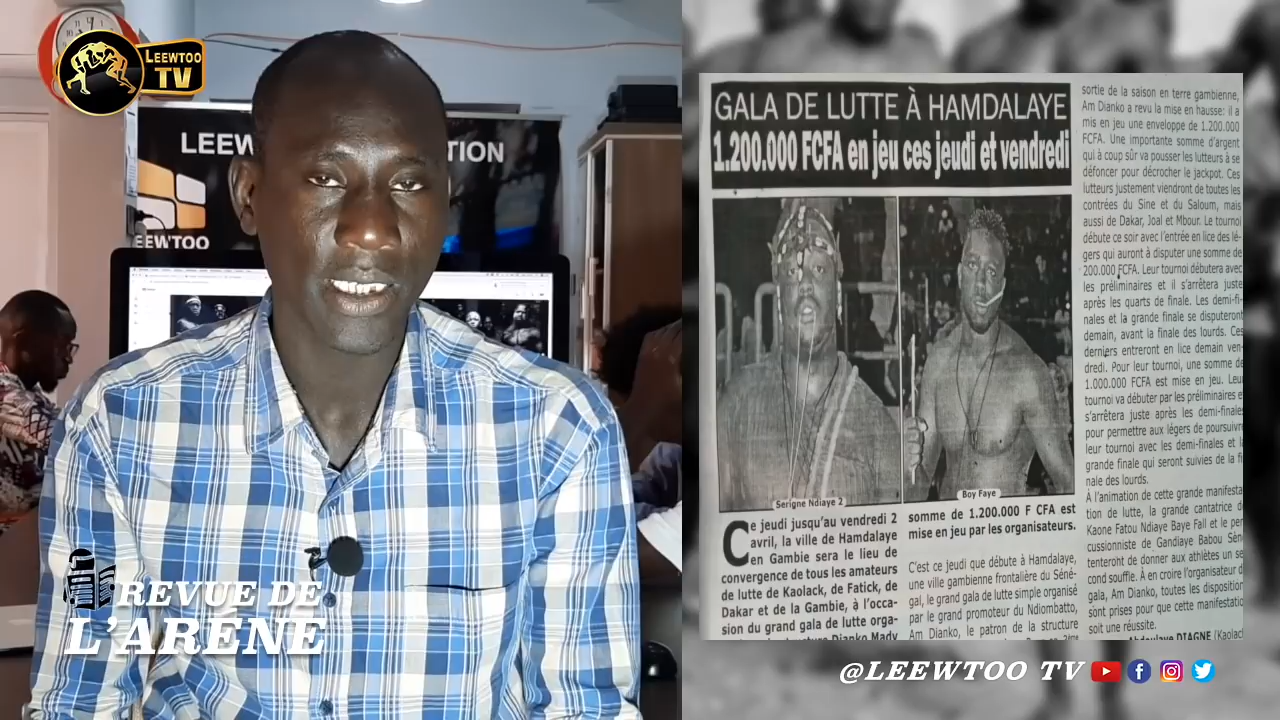 LEEWTOO
TV
LEEW
TION
EEWTOO
REVUE DE
L'ARÈNE
GALA DE LUTTE À HAMDALAYE
1.200.000 FCFA en jeu ces jeudi et vendredi
Serigne Ndiaye 2
Boy Faye
Ce jeudi jusqu'au vendredi 2
avril, la ville de Hamdalaye
en Gambie sera le lieu de
convergence de tous les amateurs
de lutte de Kaolack, de Fatick, de
Dakar et de la Gambie, à l'occa-
sion du grand gala de lutte orga-
Dianko Mady
somme de 1.200.000 F CFA est
mise en jeu par les organisateurs.
C'est ce jeudi que débute à Hamdalaye,
une ville gambienne frontalière du Séné-
gal, le grand gala de lutte simple organisé
par le grand promoteur du Ndiombatto,
Am Dianko, le patron de la structure
sortie de la saison en terre gambienne,
Am Dianko a revu la mise en hausse: il a
mis en jeu une enveloppe de 1.200.000
FCFA. Une importante somme d'argent
qui à coup sûr va pousser les lutteurs à se
défoncer pour décrocher le jackpot. Ces
lutteurs justement viendront de toutes les
contrées du Sine et du Saloum, mais
aussi de Dakar, Joal et Mbour. Le tournoi
débute ce soir avec l'entrée en lice des lé-
gers qui auront à disputer une somme de
200.000 FCFA. Leur tournoi débutera avec
les préliminaires et il s'arrêtera juste
après les quarts de finale. Les demi-fi-
nales et la grande finale se disputeront
demain, avant la finale des lourds. Ces
derniers entreront en lice demain ven-
dredi. Pour leur tournoi, une somme de
1.000.000 FCFA est mise en jeu. Leur
tournoi va débuter par les préliminaires e
s'arrêtera juste après les demi-finales
pour permettre aux légers de poursuivr
leur tournoi avec les demi-finales et l
grande finale qui seront suivies de la fi
nale des lourds.
À l'animation de cette grande manifesta
tion de lutte, la grande cantatrice d
Kaone Fatou Ndiaye Baye Fall et le per
cussionniste de Gandiaye Babou Sèn
tenteront de donner aux athlètes un se
cond souffle. À en croire l'organisateur d
gala, Am Dianko, toutes les disposition
sont prises pour que cette manifestatio
soit une réussite.
Abdoulaye DIAGNE (Kaolac
@LEEWTOO TV